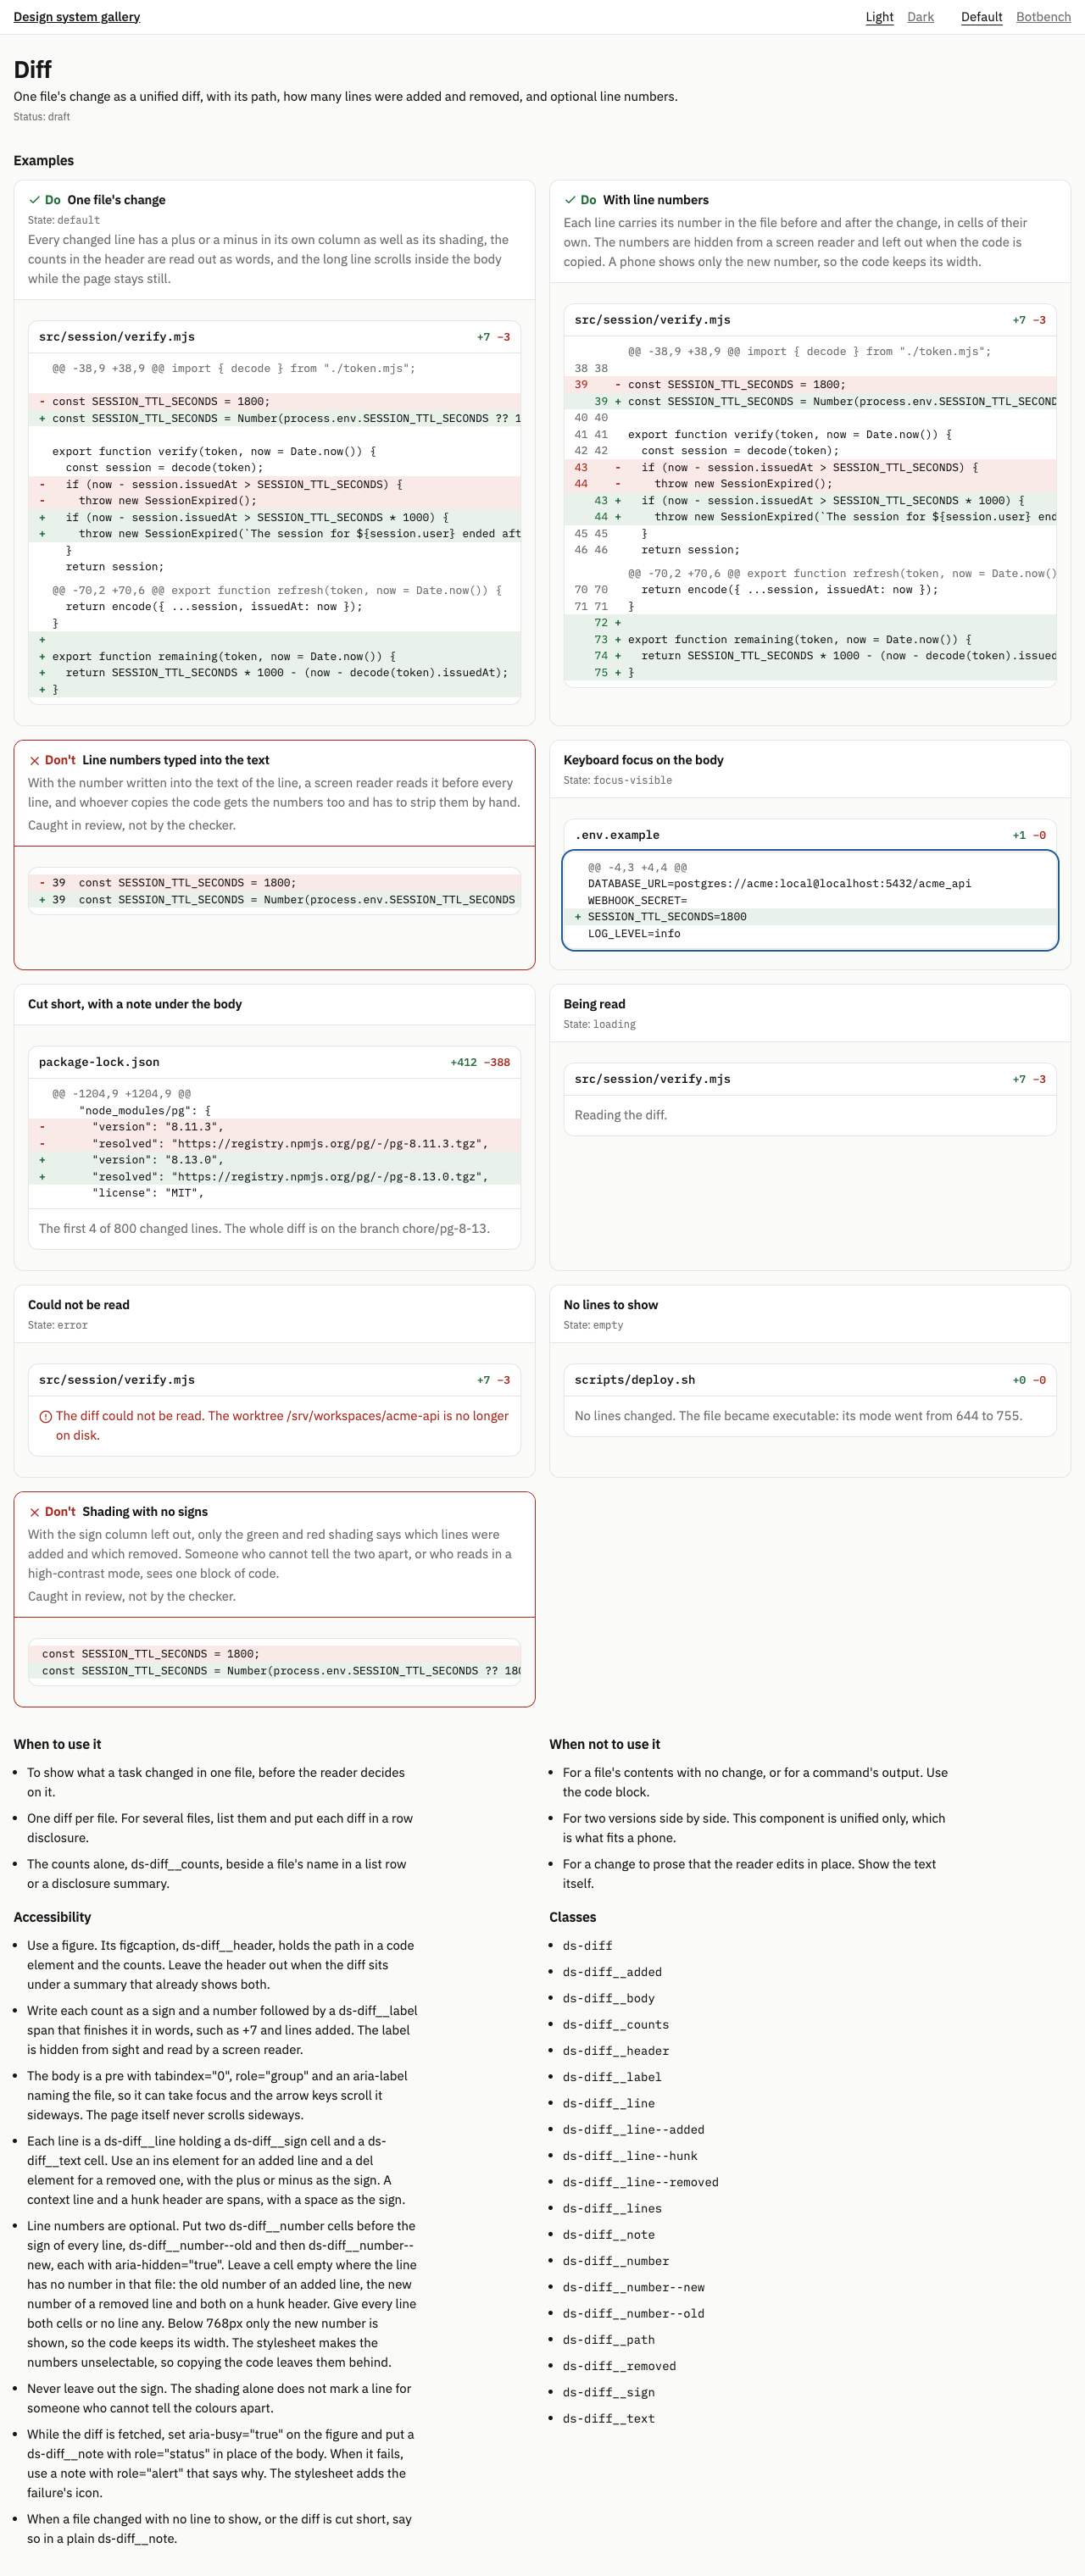 Design system gallery
Light Dark Default Botbench
Diff
One file's change as a unified diff, with its path, how many lines were added and removed, and optional line numbers.
Status: draft
Examples
Do One file's change
State: default
Every changed line has a plus or a minus in its own column as well as its shading, the
counts in the header are read out as words, and the long line scrolls inside the body
while the page stays still.
src/session/verify.mjs +7 −3
@@ -38,9 +38,9 @@ import { decode } from "./token.mjs";
- const SESSION_TTL_SECONDS = 1800;
+ const SESSION_TTL_SECONDS = Number(process.env.SESSION_TTL_SECONDS ?? 1
export function verify(token, now = Date.now()) {
const session = decode(token);
- if (now - session.issuedAt > SESSION_TTL_SECONDS) {
- throw new SessionExpired();
+ if (now - session.issuedAt > SESSION_TTL_SECONDS * 1000) {
+ throw new SessionExpired(`The session for ${session.user} ended aft
}
return session;
@@ -70,2 +70,6 @@ export function refresh(token, now = Date.now()) {
return encode({ ...session, issuedAt: now });
}
+
+ export function remaining(token, now = Date.now()) {
+ return SESSION_TTL_SECONDS * 1000 - (now - decode(token).issuedAt);
+ }
Do With line numbers
Each line carries its number in the file before and after the change, in cells of their
own. The numbers are hidden from a screen reader and left out when the code is
copied. A phone shows only the new number, so the code keeps its width.
src/session/verify.mjs +7 −3
@@ -38,9 +38,9 @@ import { decode } from "./token.mjs";
38 38
39 - const SESSION_TTL_SECONDS = 1800;
39 + const SESSION_TTL_SECONDS = Number(process.env.SESSION_TTL_SECOND
40 40
41 41 export function verify(token, now = Date.now()) {
42 42 const session = decode(token);
43 - if (now - session.issuedAt > SESSION_TTL_SECONDS) {
44 - throw new SessionExpired();
43 + if (now - session.issuedAt > SESSION_TTL_SECONDS * 1000) {
44 + throw new SessionExpired(`The session for ${session.user} end
45 45 }
46 46 return session;
@@ -70,2 +70,6 @@ export function refresh(token, now = Date.now()
70 70 return encode({ ...session, issuedAt: now });
71 71 }
72 +
73 + export function remaining(token, now = Date.now()) {
74 + return SESSION_TTL_SECONDS * 1000 - (now - decode(token).issued
75 + }
Don't Line numbers typed into the text
With the number written into the text of the line, a screen reader reads it before every
line, and whoever copies the code gets the numbers too and has to strip them by hand.
Caught in review, not by the checker.
- 39 const SESSION_TTL_SECONDS = 1800;
+ 39 const SESSION_TTL_SECONDS = Number(process.env.SESSION_TTL_SECONDS
Keyboard focus on the body
State: focus-visible
.env.example +1 −0
@@ -4,3 +4,4 @@
DATABASE_URL=postgres://acme:local@localhost:5432/acme_api
WEBHOOK_SECRET=
+ SESSION_TTL_SECONDS=1800
LOG_LEVEL=info
Cut short, with a note under the body
package-lock.json +412 −388
@@ -1204,9 +1204,9 @@
"node_modules/pg": {
- "version": "8.11.3",
- "resolved": "https://registry.npmjs.org/pg/-/pg-8.11.3.tgz",
+ "version": "8.13.0",
+ "resolved": "https://registry.npmjs.org/pg/-/pg-8.13.0.tgz",
"license": "MIT",
The first 4 of 800 changed lines. The whole diff is on the branch chore/pg-8-13.
Being read
State: loading
src/session/verify.mjs +7 −3
Reading the diff.
Could not be read
State: error
src/session/verify.mjs +7 −3
The diff could not be read. The worktree /srv/workspaces/acme-api is no longer
on disk.
No lines to show
State: empty
scripts/deploy.sh +0 −0
No lines changed. The file became executable: its mode went from 644 to 755.
Don't Shading with no signs
With the sign column left out, only the green and red shading says which lines were
added and which removed. Someone who cannot tell the two apart, or who reads in a
high-contrast mode, sees one block of code.
Caught in review, not by the checker.
const SESSION_TTL_SECONDS = 1800;
const SESSION_TTL_SECONDS = Number(process.env.SESSION_TTL_SECONDS ?? 180
When to use it
To show what a task changed in one file, before the reader decides
on it.
One diff per file. For several files, list them and put each diff in a row
disclosure.
The counts alone, ds-diff__counts, beside a file's name in a list row
or a disclosure summary.
When not to use it
For a file's contents with no change, or for a command's output. Use
the code block.
For two versions side by side. This component is unified only, which
is what fits a phone.
For a change to prose that the reader edits in place. Show the text
itself.
Accessibility
Use a figure. Its figcaption, ds-diff__header, holds the path in a code
element and the counts. Leave the header out when the diff sits
under a summary that already shows both.
Write each count as a sign and a number followed by a ds-diff__label
span that finishes it in words, such as +7 and lines added. The label
is hidden from sight and read by a screen reader.
The body is a pre with tabindex="0", role="group" and an aria-label
naming the file, so it can take focus and the arrow keys scroll it
sideways. The page itself never scrolls sideways.
Each line is a ds-diff__line holding a ds-diff__sign cell and a ds-
diff__text cell. Use an ins element for an added line and a del
element for a removed one, with the plus or minus as the sign. A
context line and a hunk header are spans, with a space as the sign.
Line numbers are optional. Put two ds-diff__number cells before the
sign of every line, ds-diff__number--old and then ds-diff__number--
new, each with aria-hidden="true". Leave a cell empty where the line
has no number in that file: the old number of an added line, the new
number of a removed line and both on a hunk header. Give every line
both cells or no line any. Below 768px only the new number is
shown, so the code keeps its width. The stylesheet makes the
numbers unselectable, so copying the code leaves them behind.
Never leave out the sign. The shading alone does not mark a line for
someone who cannot tell the colours apart.
While the diff is fetched, set aria-busy="true" on the figure and put a
ds-diff__note with role="status" in place of the body. When it fails,
use a note with role="alert" that says why. The stylesheet adds the
failure's icon.
When a file changed with no line to show, or the diff is cut short, say
so in a plain ds-diff__note.
Classes
ds-diff
ds-diff__added
ds-diff__body
ds-diff__counts
ds-diff__header
ds-diff__label
ds-diff__line
ds-diff__line--added
ds-diff__line--hunk
ds-diff__line--removed
ds-diff__lines
ds-diff__note
ds-diff__number
ds-diff__number--new
ds-diff__number--old
ds-diff__path
ds-diff__removed
ds-diff__sign
ds-diff__text